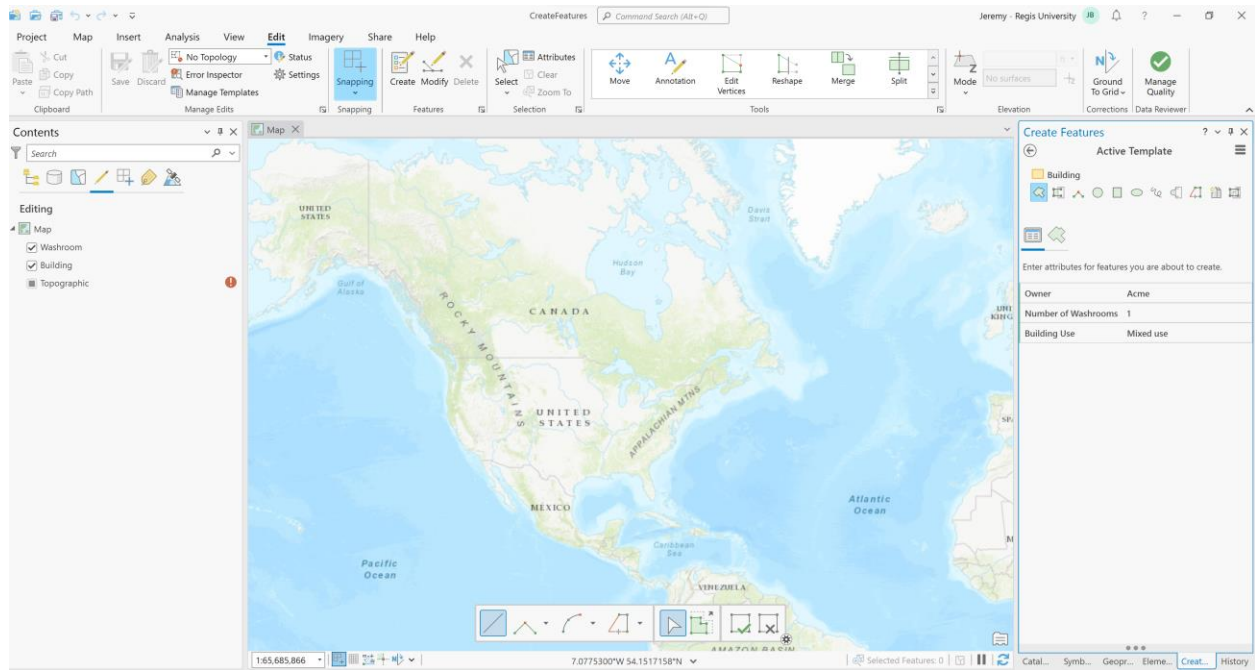 CreateFeatures
Command Search (Alt+Q)
Jeremy - Regis University JB ?
Project Map Insert Analysis View Edit Imagery Share Help
Cut
Copy
Copy Path
Paste
Clipboard
Save Discard
No Topology
Error Inspector
Manage Templates
Status
Settings
Manage Edits
Snapping
Snapping
Create Modify Delete
Features
Select
Attributes
Clear
Zoom To
Selection
Move Annotation Edit Vertices Reshape Merge Split
Tools
Z
Mode
No surfaces
Elevation
N
Ground To Grid
Corrections
Manage Quality
Data Reviewer
Contents
Search
Editing
Map
Washroom
Building
Topographic
Map
UNITED
STATES
Gulf of
Alaska
ROCKY MOUNTAINS
CANADA
Hudson
Bay
Davis
Strait
UNITED
STATES
APPALACHIAN MTNS
MÉXICO
Atlantic
Ocean
Caribbean
Sea
Pacific
Ocean
VENEZUELA
AMAZON BASIN
UNI
KING
1:65,685,866
7.0775300°W 54.1517158°N
Selected Features: 0
Create Features ?
Active Template
Building
Enter attributes for features you are about to create.
Owner Acme
Number of Washrooms 1
Building Use Mixed use
Catal... Symb... Geopr... Eleme... Creat... History